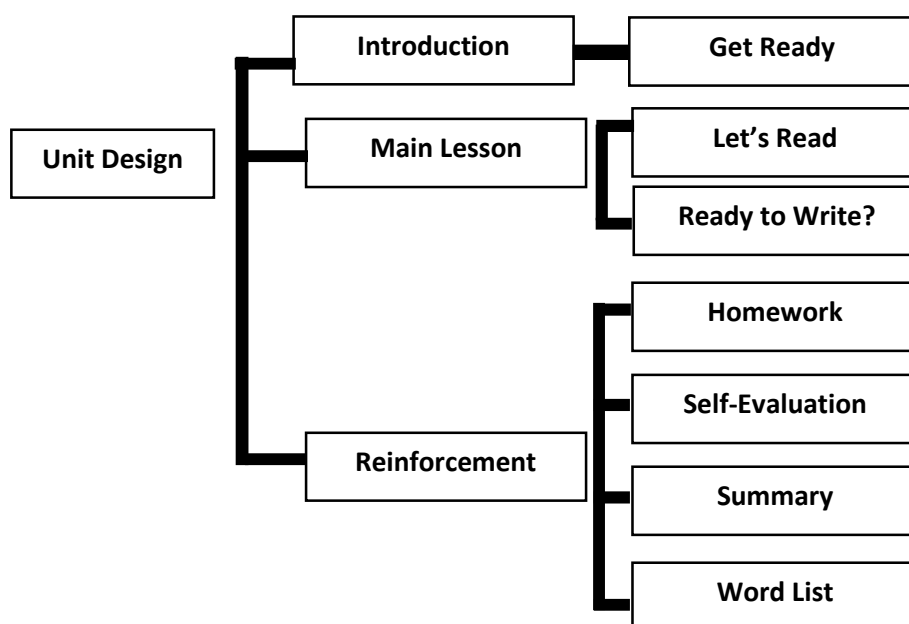 Unit Design
Introduction
Get Ready
Main Lesson
Let’s Read
Ready to Write?
Reinforcement
Homework
Self-Evaluation
Summary
Word List